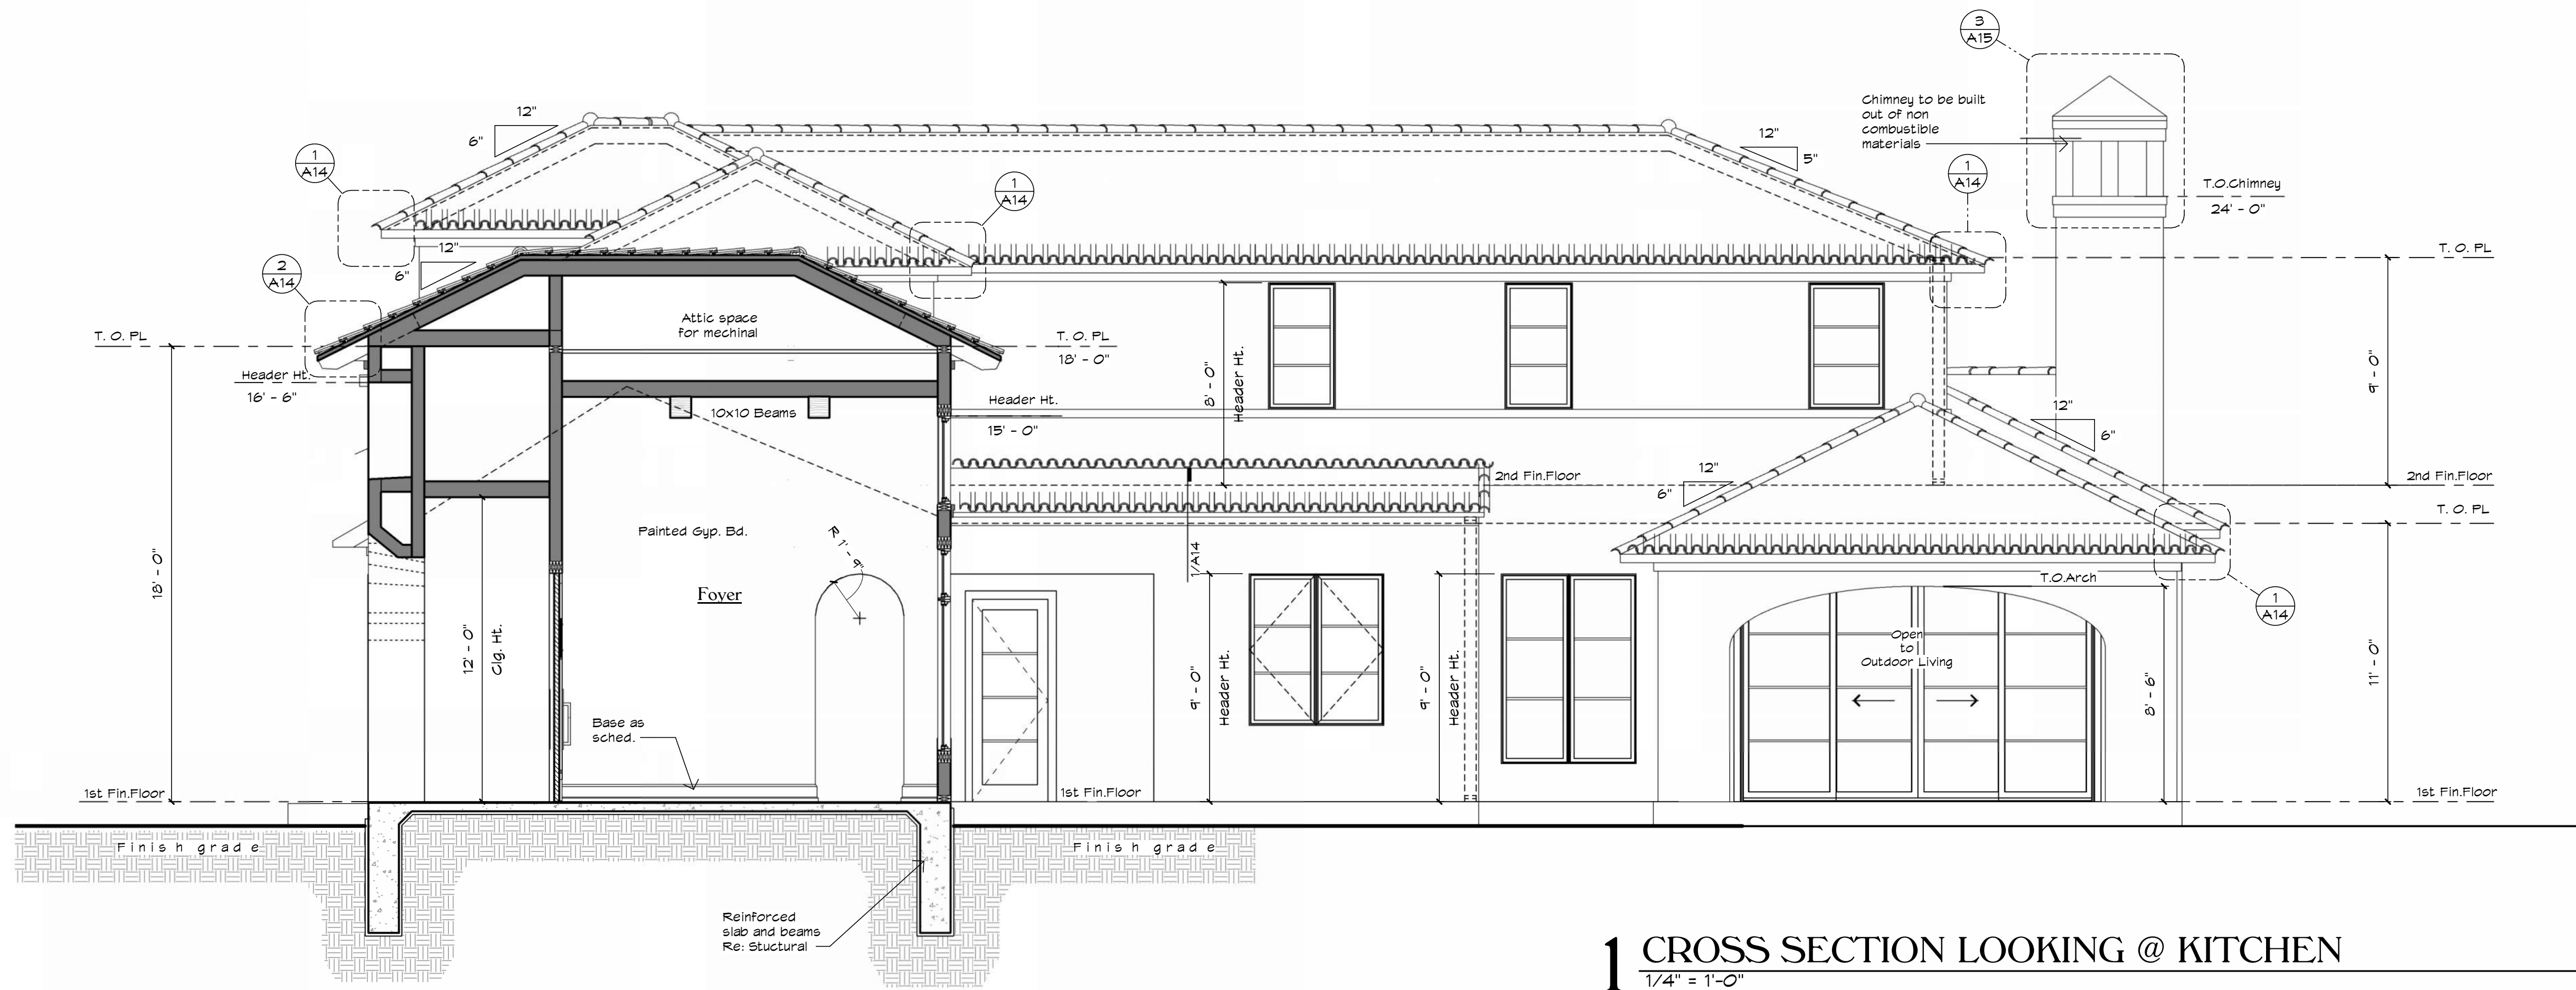 3
A15
Chimney to be built
out of non
combustible
materials
12"
6"
12"
5"
1
A14
1
A14
1
A14
T.O.Chimney
24' - 0"
12"
6"
2
A14
T. O. PL
Attic space
for mechinal
T. O. PL
T. O. PL
18' - 0"
Header Ht.
16' - 6"
8' - 0"
Header Ht.
9' - 0"
10x10 Beams
Header Ht.
15' - 0"
12"
6"
12"
6"
2nd Fin.Floor
2nd Fin.Floor
T. O. PL
Painted Gyp. Bd.
R 1' - 9"
1/A14
18' - 0"
Foyer
T.O.Arch
1
A14
12' - 0"
Clg. Ht.
Open
to
Outdoor Living
9' - 0"
Header Ht.
9' - 0"
Header Ht.
8' - 6"
11' - 0"
Base as
sched.
1st Fin.Floor
1st Fin.Floor
1st Fin.Floor
Finish grade
Finish grade
Reinforced
slab and beams
Re: Stuctural
1 CROSS SECTION LOOKING @ KITCHEN
1/4" = 1'-0"